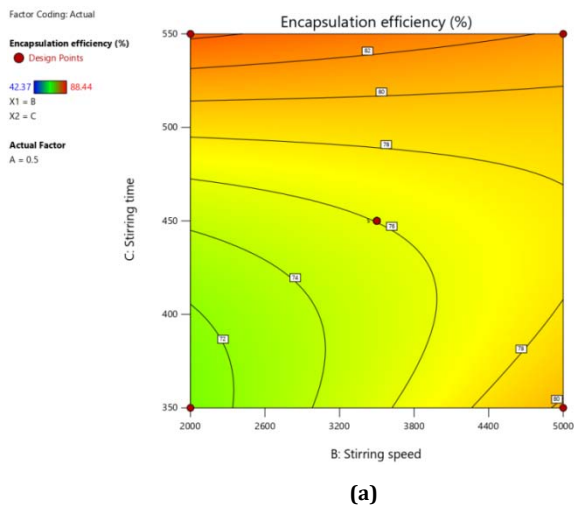 Factor Coding: Actual
Encapsulation efficiency (%)
Design Points
42.37 88.44
X1 = B
X2 = C
Actual Factor
A = 0.5
Encapsulation efficiency (%)
C: Stirring time
550
500
450
400
350
82
80
78
76
74
72
78
80
5
2000 2600 3200 3800 4400 5000
B: Stirring speed
(a)